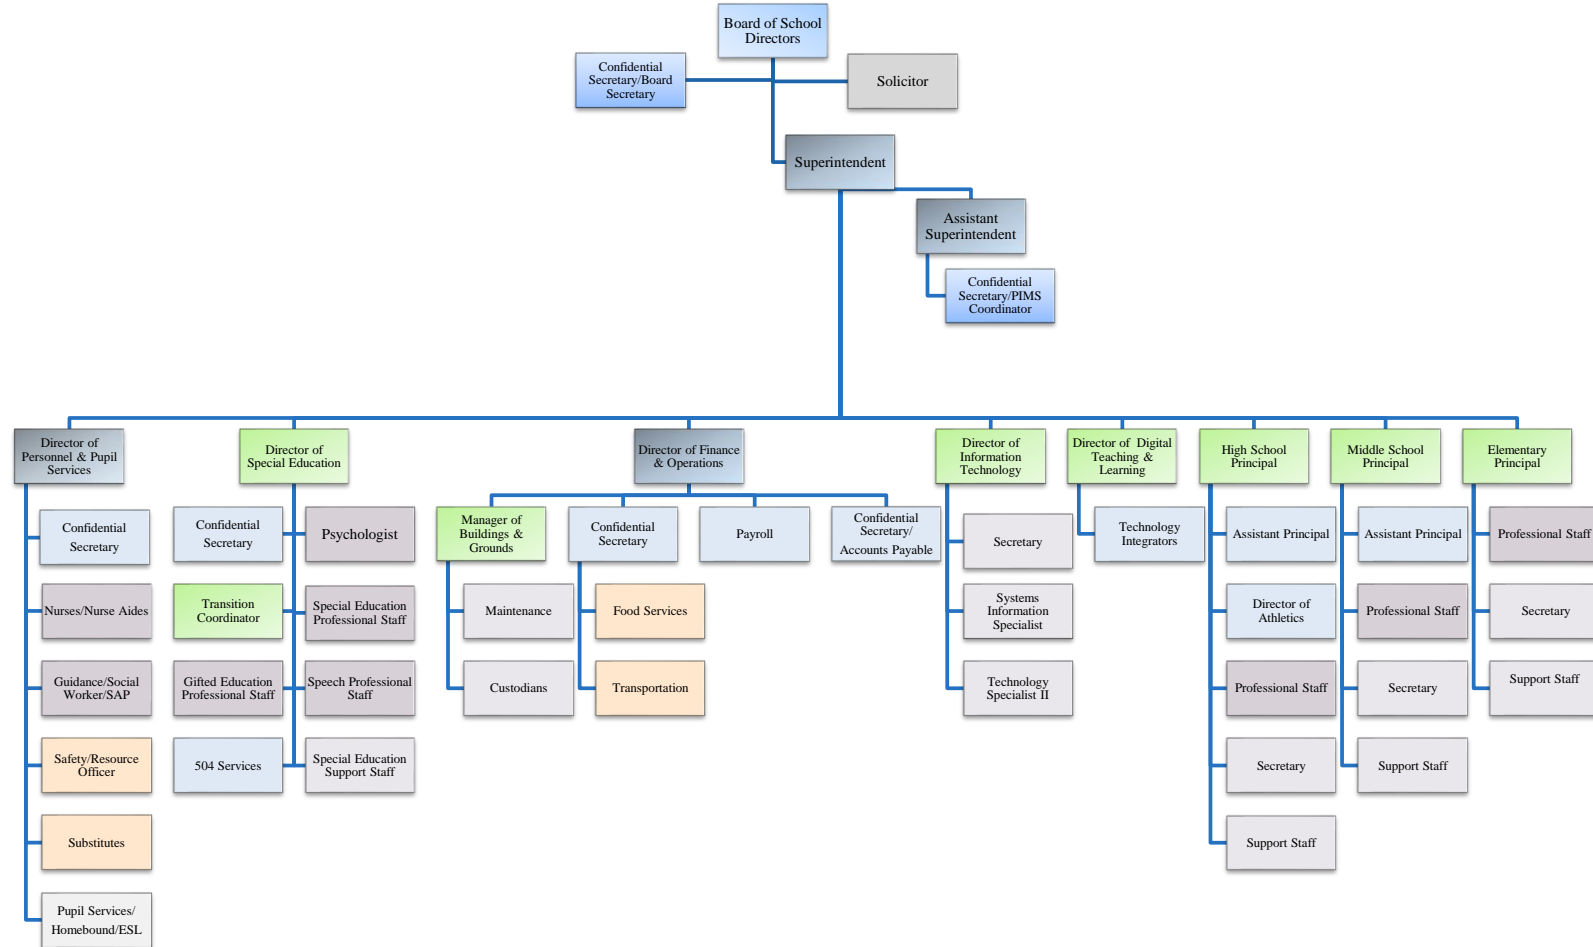 Board of School
Directors
Confidential
Secretary/Board
Secretary
Solicitor
Superintendent
Assistant
Superintendent
Confidential
Secretary/PIMS
Coordinator
Director of
Personnel & Pupil
Services
Director of
Special Education
Director of Finance
& Operations
Director of
Information
Technology
Director of Digital
Teaching &
Learning
High School
Principal
Middle School
Principal
Elementary
Principal
Confidential
Secretary
Nurses/Nurse Aides
Guidance/Social
Worker/SAP
Safety/Resource
Officer
Substitutes
Pupil Services/
Homebound/ESL
Confidential
Secretary
Psychologist
Transition
Coordinator
Special Education
Professional Staff
Gifted Education
Professional Staff
Speech Professional
Staff
504 Services
Special Education
Support Staff
Manager of
Buildings &
Grounds
Maintenance
Custodians
Confidential
Secretary
Food Services
Transportation
Payroll
Confidential
Secretary/
Accounts Payable
Secretary
Systems
Information
Specialist
Technology
Specialist II
Technology
Integrators
Assistant Principal
Director of
Athletics
Professional Staff
Secretary
Support Staff
Assistant Principal
Professional Staff
Secretary
Support Staff
Professional Staff
Secretary
Support Staff